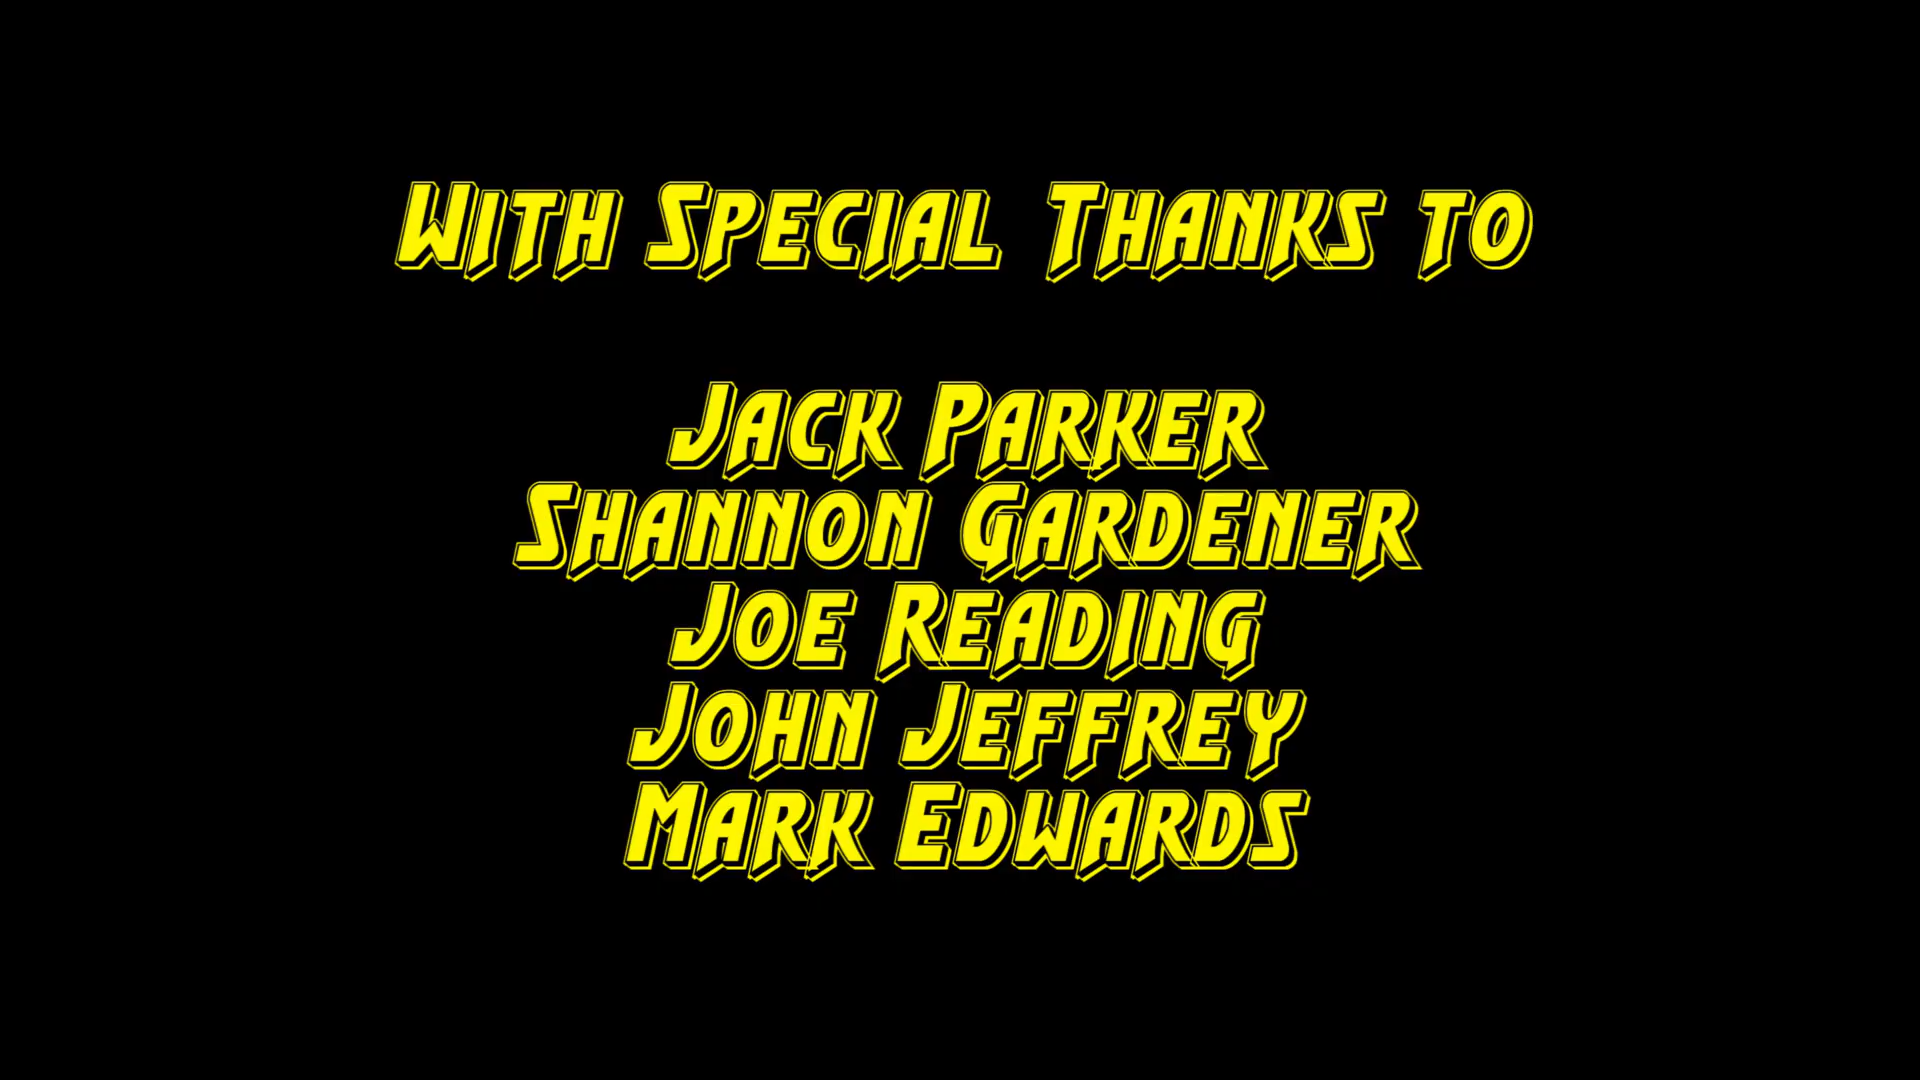 With Special Thanks to
Jack Parker
Shannon Gardener
Joe Reading
John Jeffrey
Mark Edwards